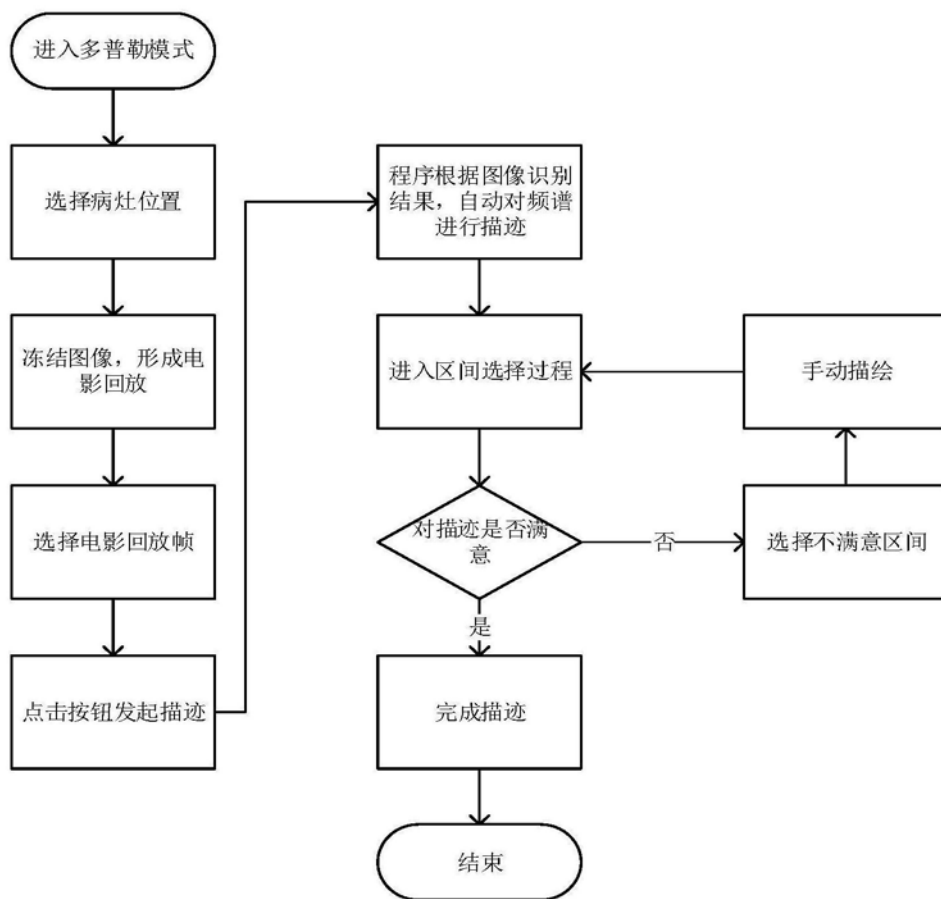 进入多普勒模式
选择病灶位置
冻结图像，形成电
影回放
选择电影回放帧
点击按钮发起描迹
程序根据图像识别
结果，自动对频谱
进行描迹
进入区间选择过程
手动描绘
对描迹是否满
意
否
选择不满意区间
是
完成描迹
结束